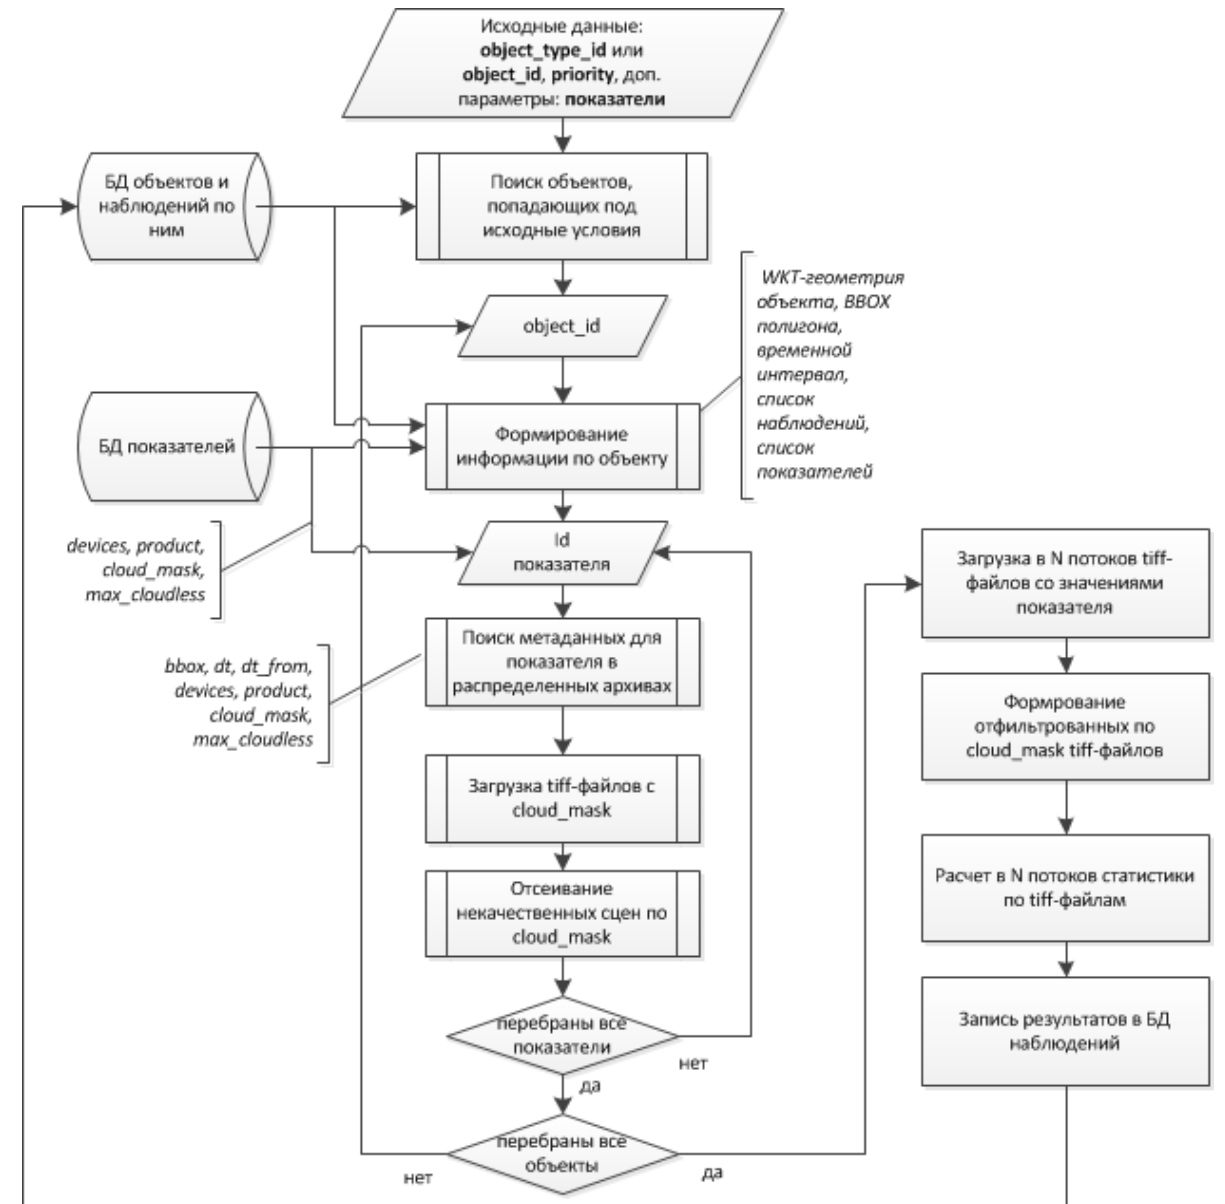 Исходные данные:
object_type_id или
object_id, priority, доп.
параметры: показатели
БД объектов и
наблюдений по
ним
Поиск объектов,
попадающих под
исходные условия
WKT-геометрия
объекта, BBOX
полигона,
временной
интервал,
список
наблюдений,
список
показателей
object_id
БД показателей
Формирование
информации по объекту
devices, product,
cloud_mask,
max_cloudless
Id
показателя
Поиск метаданных для
показателя в
распределенных архивах
bbox, dt, dt_from,
devices, product,
cloud_mask,
max_cloudless
Загрузка tiff-файлов с
cloud_mask
Отсеивание
некачественных сцен по
cloud_mask
перебраны все
показатели
нет
да
перебраны все
объекты
нет
да
Загрузка в N потоков tiff-
файлов со значениями
показателя
Формрование
отфильтрованных по
cloud_mask tiff-файлов
Расчет в N потоков статистики
по tiff-файлам
Запись результатов в БД
наблюдений